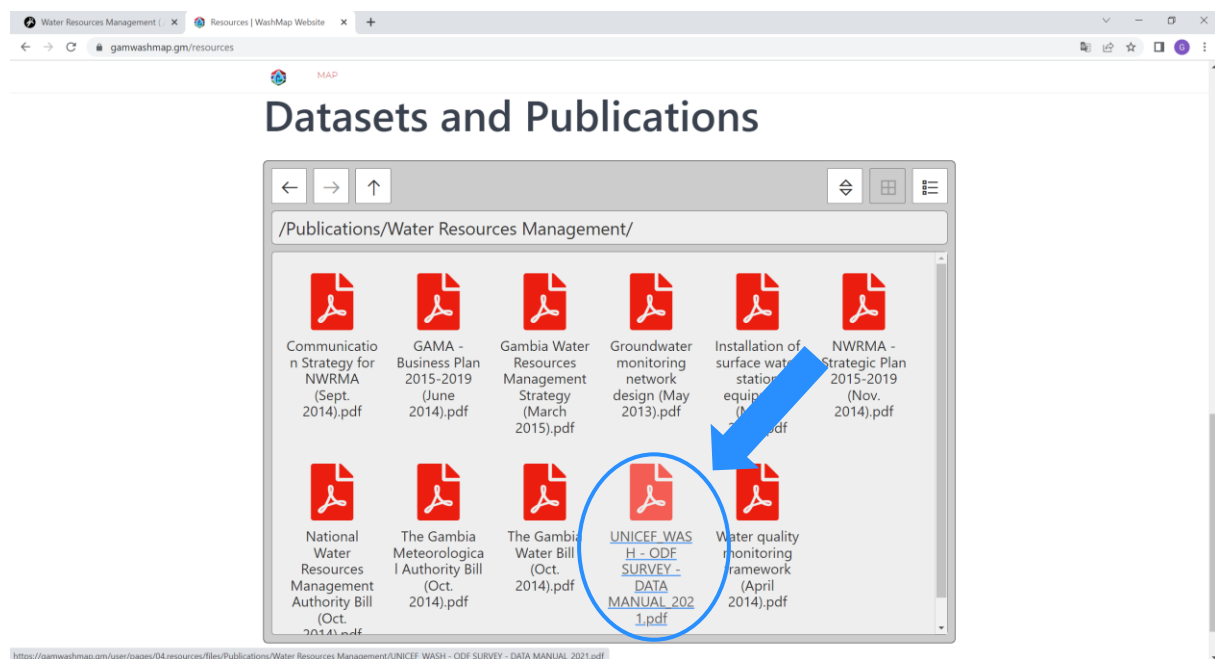 Water Resources Management (
Resources | WashMap Website
gamwashmap.gm/resources
G
MAP
Datasets and Publications
/Publications/Water Resources Management/
Communicatio
n Strategy for
NWRMA
(Sept.
2014).pdf
GAMA -
Business Plan
2015-2019
(June
2014).pdf
Gambia Water
Resources
Management
Strategy
(March
2015).pdf
Groundwater
monitoring
network
design (May
2013).pdf
Installation of
surface water
station
pdf
NWRMA -
Strategic Plan
2015-2019
(Nov.
2014).pdf
National
Water
Resources
Management
Authority Bill
(Oct.
2014).pdf
The Gambia
Meteorologica
l Authority Bill
(Oct.
2014).pdf
The Gambia
Water Bill
(Oct.
2014).pdf
UNICEF_WAS
H - ODF
SURVEY -
DATA
MANUAL_202
1.pdf
Water quality
monitoring
framework
(April
2014).pdf
https://gamwashmap.gm/user/pages/04.resources/files/Publications/Water Resources Management/UNICEF_WASH - ODF SURVEY - DATA MANUAL_2021.pdf